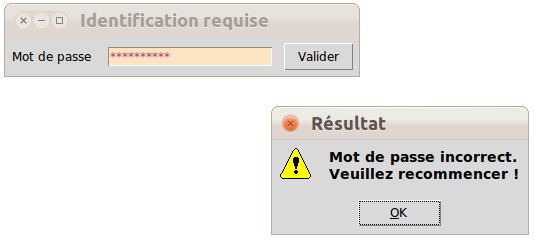 Identification requise
Mot de passe ********** Valider
Résultat
Mot de passe incorrect.
Veuillez recommencer !
OK